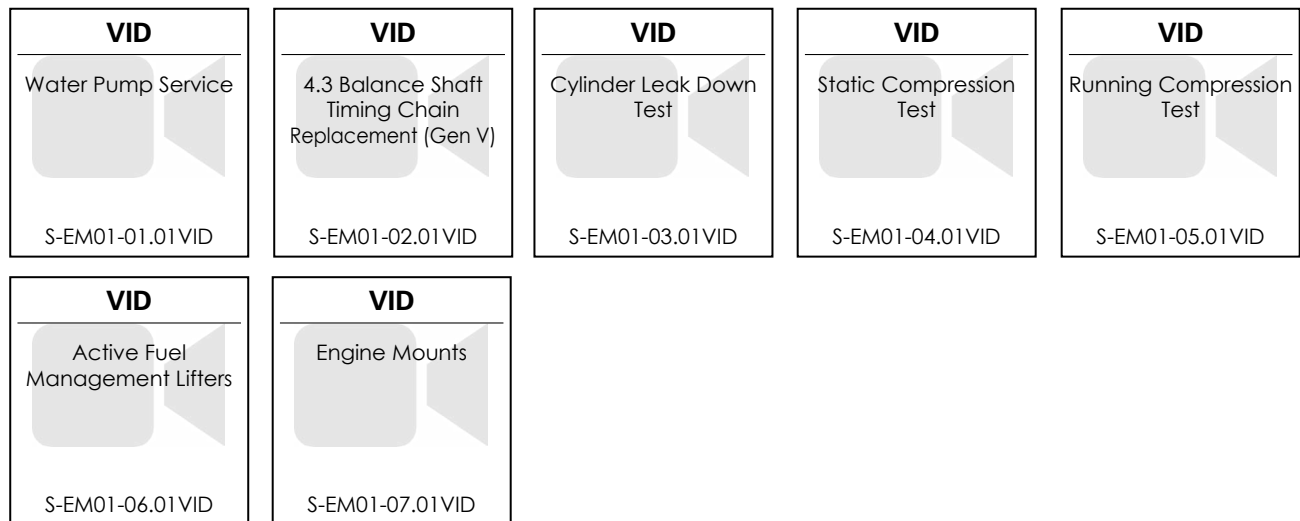 VID
Water Pump Service
S-EM01-01.01VID
VID
4.3 Balance Shaft
Timing Chain
Replacement (Gen V)
S-EM01-02.01VID
VID
Cylinder Leak Down
Test
S-EM01-03.01VID
VID
Static Compression
Test
S-EM01-04.01VID
VID
Running Compression
Test
S-EM01-05.01VID
VID
Active Fuel
Management Lifters
S-EM01-06.01VID
VID
Engine Mounts
S-EM01-07.01VID